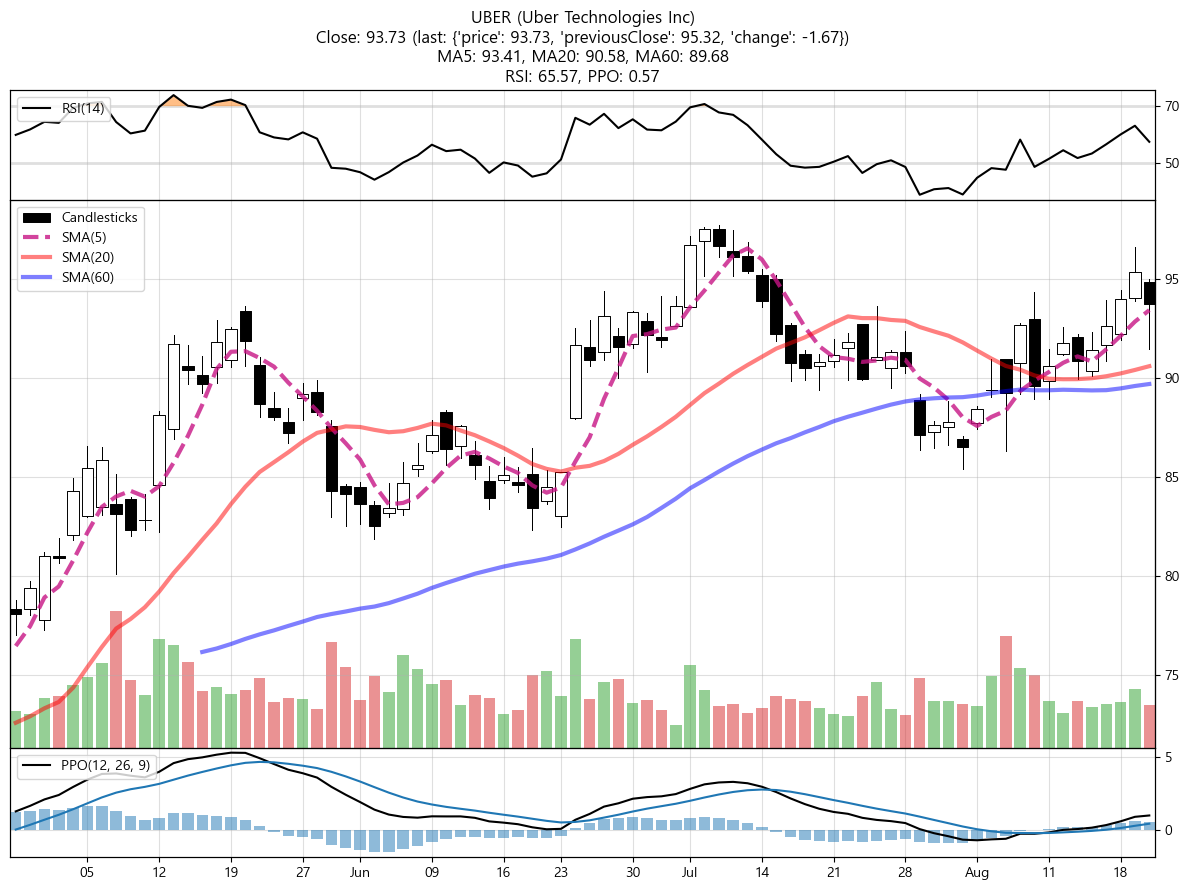 UBER (Uber Technologies Inc)
Close: 93.73 (last: {'price': 93.73, 'previousClose': 95.32, 'change': -1.67})
MA5: 93.41, MA20: 90.58, MA60: 89.68
RSI: 65.57, PPO: 0.57
RSI(14)
70
50
Candlesticks
SMA(5)
SMA(20)
SMA(60)
95
90
85
80
75
PPO(12, 26, 9)
5
0
05 12 19 27 Jun 09 16 23 30 Jul 14 21 28 Aug 11 18